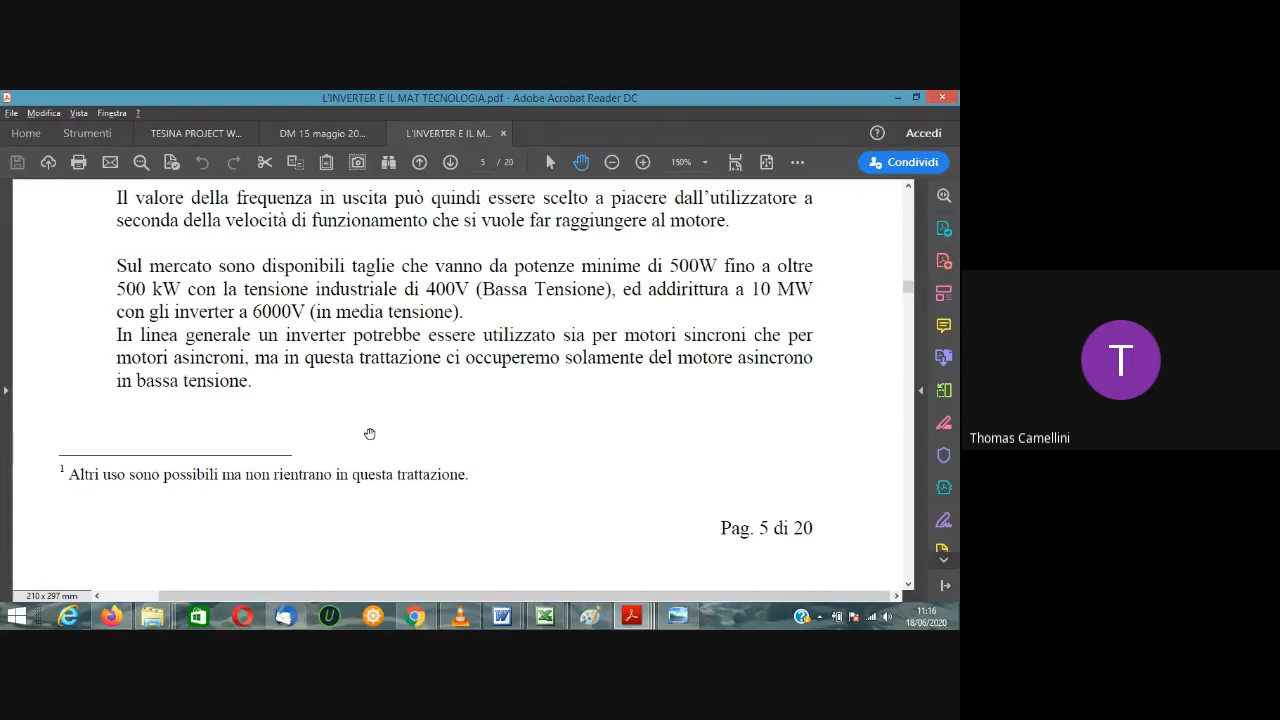 L'INVERTER E IL MAT TECNOLOGIA.pdf - Adobe Acrobat Reader DC
File Modifica Vista Finestra ?
Home Strumenti TESINA PROJECT W... DM 15 maggio 20... L'INVERTER E IL M... × Accedi
5 / 20 150% Condividi
Il valore della frequenza in uscita può quindi essere scelto a piacere dall'utilizzatore a
seconda della velocità di funzionamento che si vuole far raggiungere al motore.
Sul mercato sono disponibili taglie che vanno da potenze minime di 500W fino a oltre
500 kW con la tensione industriale di 400V (Bassa Tensione), ed addirittura a 10 MW
con gli inverter a 6000V (in media tensione).
In linea generale un inverter potrebbe essere utilizzato sia per motori sincroni che per
motori asincroni, ma in questa trattazione ci occuperemo solamente del motore asincrono
in bassa tensione.
1 Altri uso sono possibili ma non rientrano in questa trattazione.
Pag. 5 di 20
210 x 297 mm
11:16
18/06/2020
T
Thomas Camellini